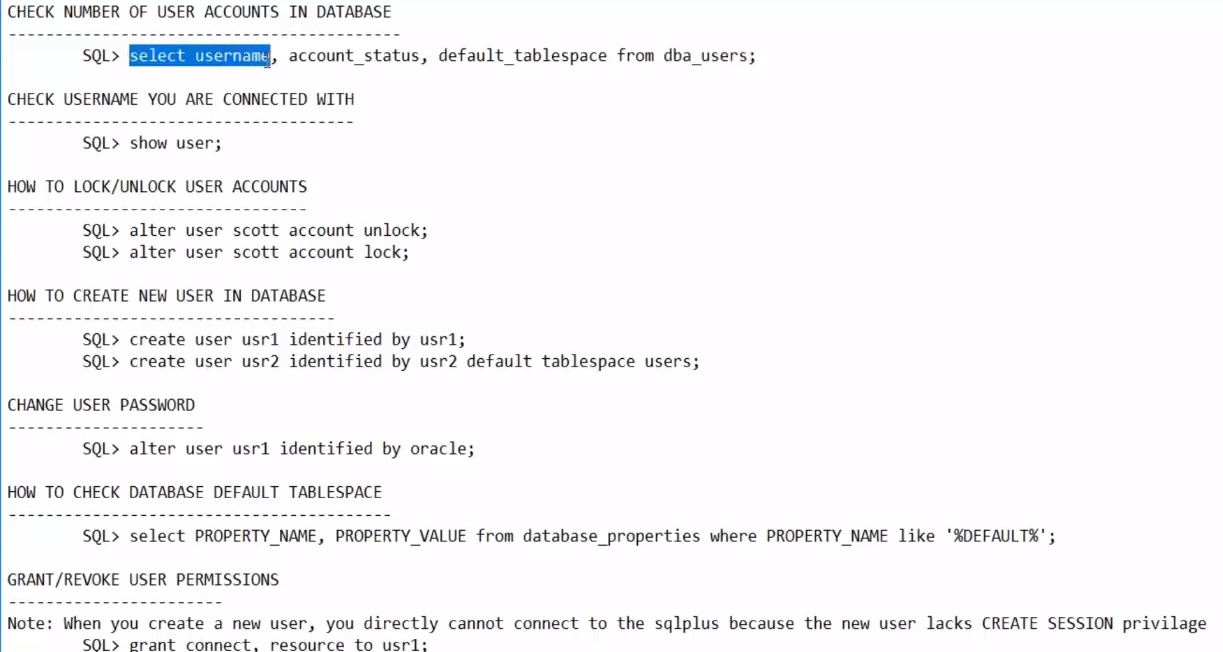 CHECK NUMBER OF USER ACCOUNTS IN DATABASE
------------------------------------------
SQL> select username, account_status, default_tablespace from dba_users;
CHECK USERNAME YOU ARE CONNECTED WITH
-------------------------------------
SQL> show user;
HOW TO LOCK/UNLOCK USER ACCOUNTS
--------------------------------
SQL> alter user scott account unlock;
SQL> alter user scott account lock;
HOW TO CREATE NEW USER IN DATABASE
-----------------------------------
SQL> create user usr1 identified by usr1;
SQL> create user usr2 identified by usr2 default tablespace users;
CHANGE USER PASSWORD
---------------------
SQL> alter user usr1 identified by oracle;
HOW TO CHECK DATABASE DEFAULT TABLESPACE
-----------------------------------------
SQL> select PROPERTY_NAME, PROPERTY_VALUE from database_properties where PROPERTY_NAME like '%DEFAULT%';
GRANT/REVOKE USER PERMISSIONS
-----------------------
Note: When you create a new user, you directly cannot connect to the sqlplus because the new user lacks CREATE SESSION privilage
SQL> grant connect, resource to usr1;